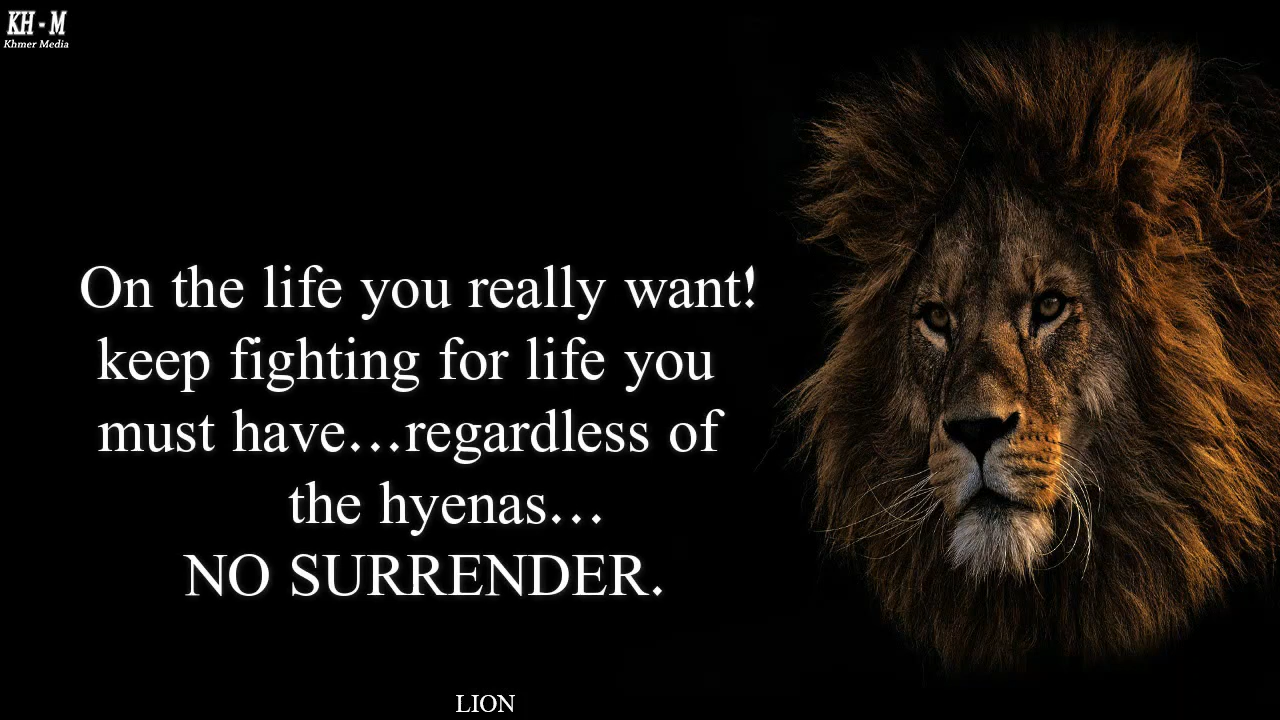 KH - M
Khmer Media
On the life you really want!
keep fighting for life you
must have...regardless of
the hyenas...
NO SURRENDER.
LION